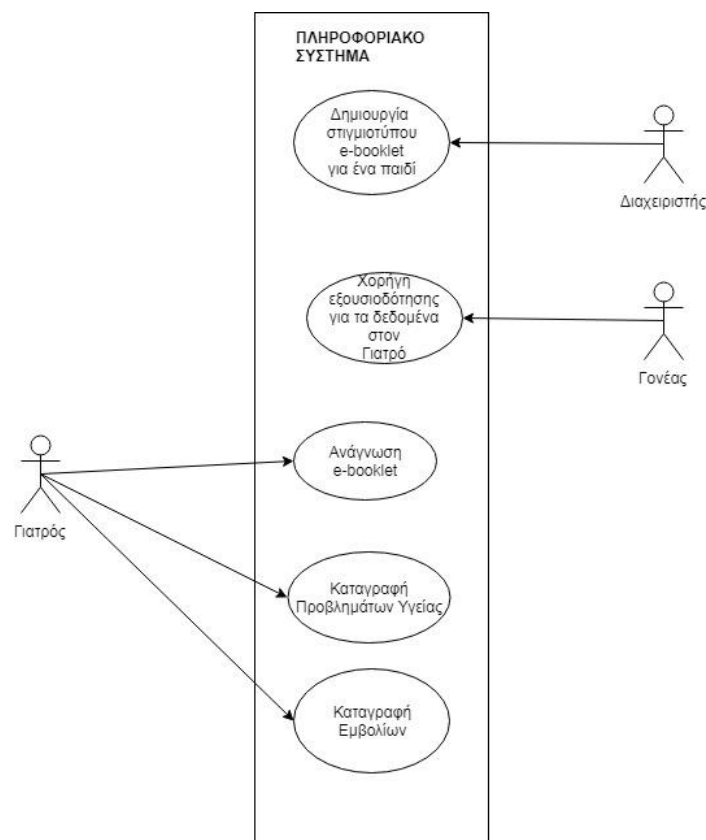 ΠΛΗΡΟΦΟΡΙΑΚΟ
ΣΥΣΤΗΜΑ
Δημιουργία
στιγμιοτύπου
e-booklet
για ένα παιδί
Διαχειριστής
Χορήγη
εξουσιοδότησης
για τα δεδομένα
στον
Γιατρό
Γονέας
Ανάγνωση
e-booklet
Γιατρός
Καταγραφή
Προβλημάτων Υγείας
Καταγραφή
Εμβολίων